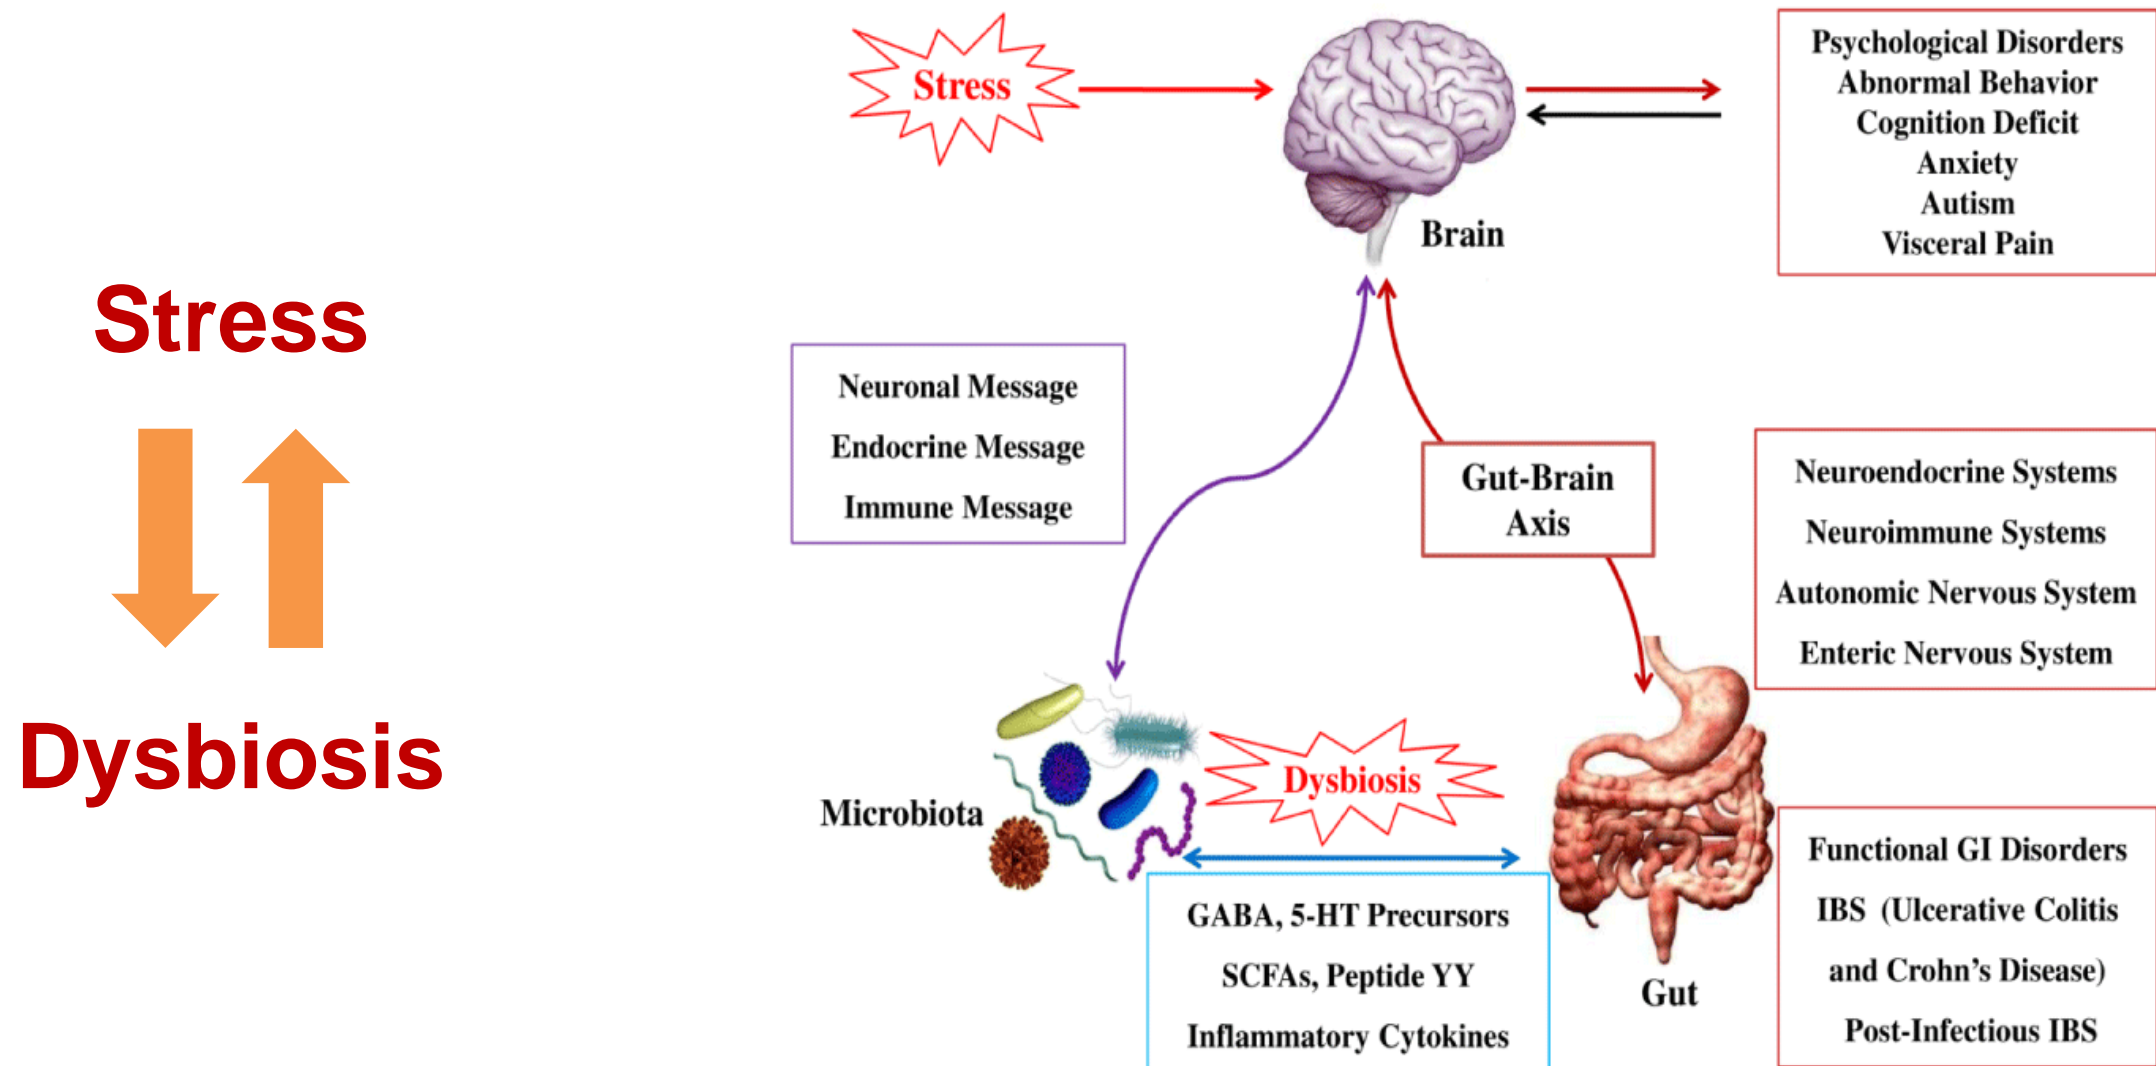 Stress
Dysbiosis
Stress
Brain
Psychological Disorders
Abnormal Behavior
Cognition Deficit
Anxiety
Autism
Visceral Pain
Neuronal Message
Endocrine Message
Immune Message
Gut-Brain
Axis
Neuroendocrine Systems
Neuroimmune Systems
Autonomic Nervous System
Enteric Nervous System
Microbiota
Dysbiosis
GABA, 5-HT Precursors
SCFAs, Peptide YY
Inflammatory Cytokines
Gut
Functional GI Disorders
IBS (Ulcerative Colitis
and Crohn’s Disease)
Post-Infectious IBS